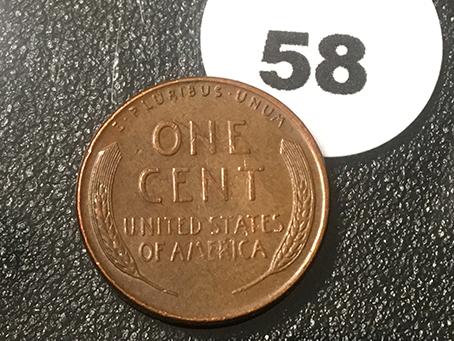 58
E·PLURIBUS·UNUM
ONE
CENT
UNITED STATES
OF AMERICA